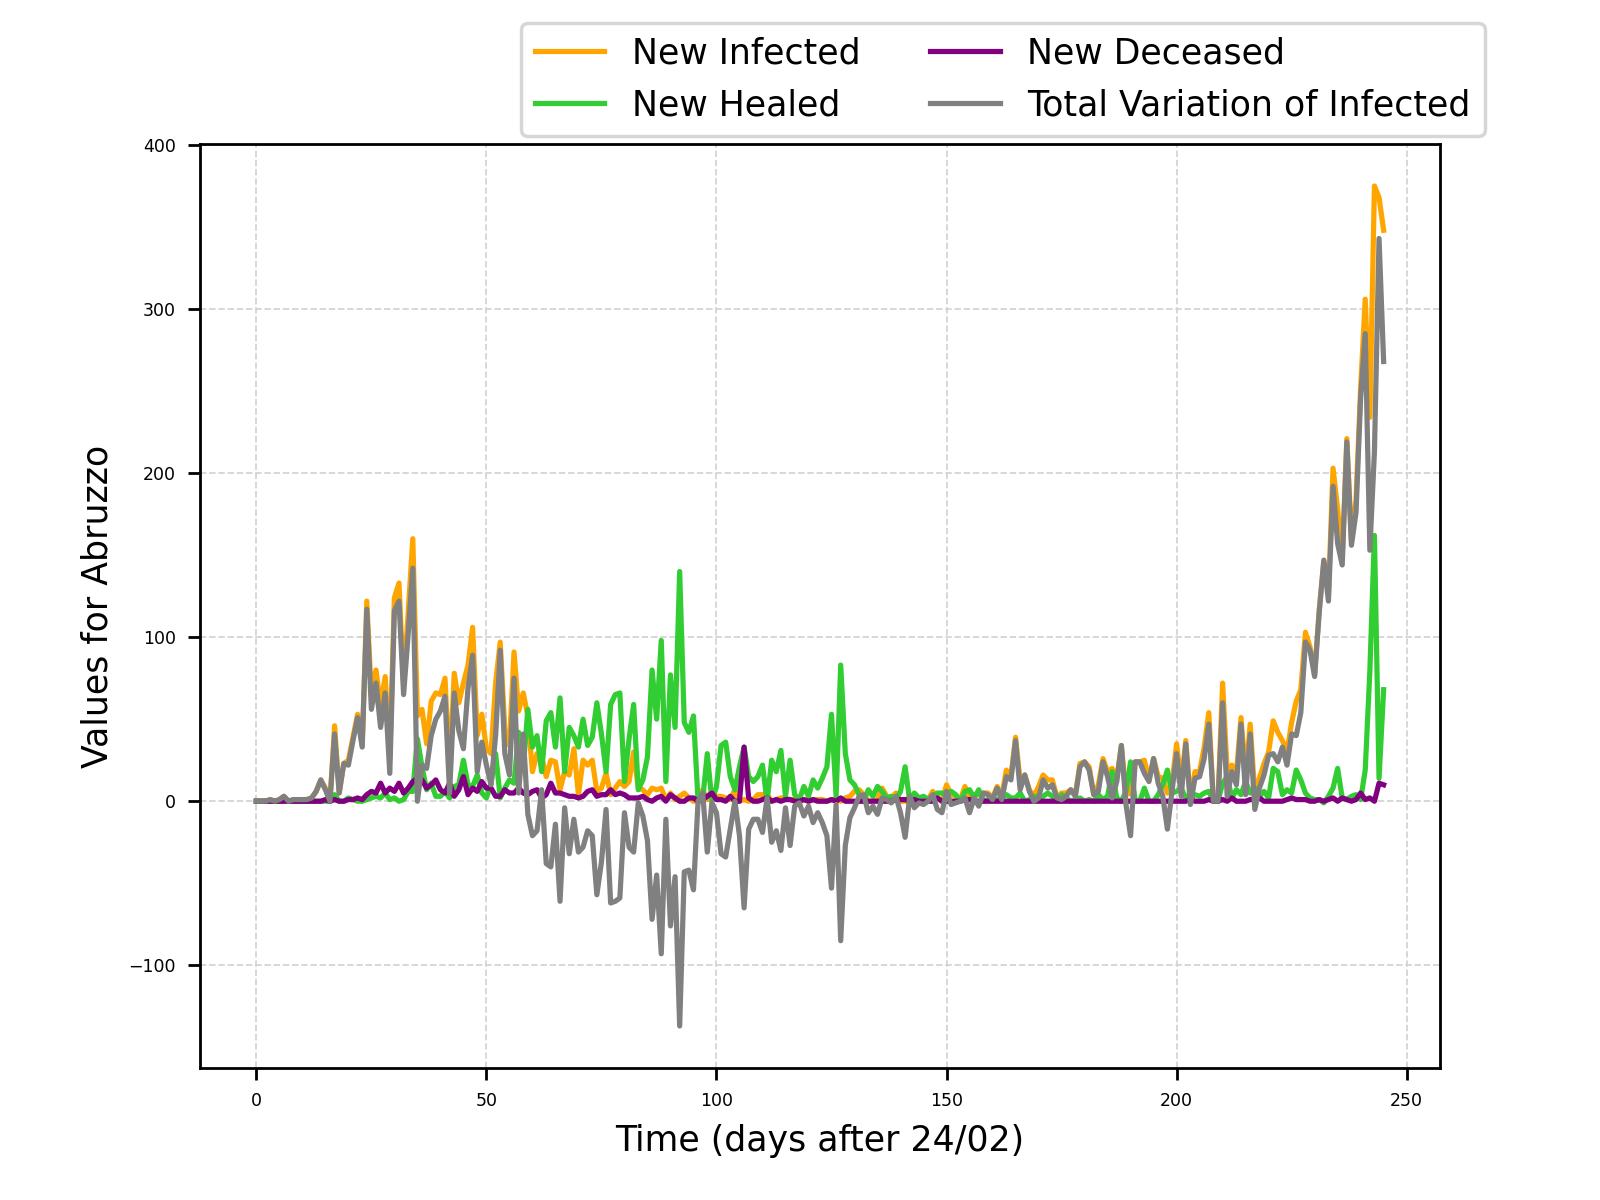 New Infected
New Healed
New Deceased
Total Variation of Infected
400
300
200
100
0
−100
Values for Abruzzo
0 50 100 150 200 250
Time (days after 24/02)